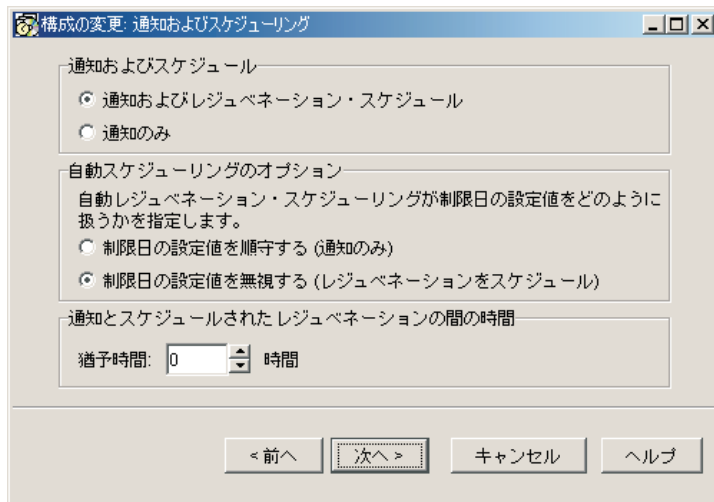 構成の変更: 通知およびスケジューリング
通知およびスケジュール
通知およびレジュベネーション・スケジュール
通知のみ
自動スケジューリングのオプション
自動レジュベネーション・スケジューリングが制限日の設定値をどのように
扱うかを指定します。
制限日の設定値を順守する (通知のみ)
制限日の設定値を無視する (レジュベネーションをスケジュール)
通知とスケジュールされたレジュベネーションの間の時間
猶予時間: 0 時間
< 前へ 次へ > キャンセル ヘルプ